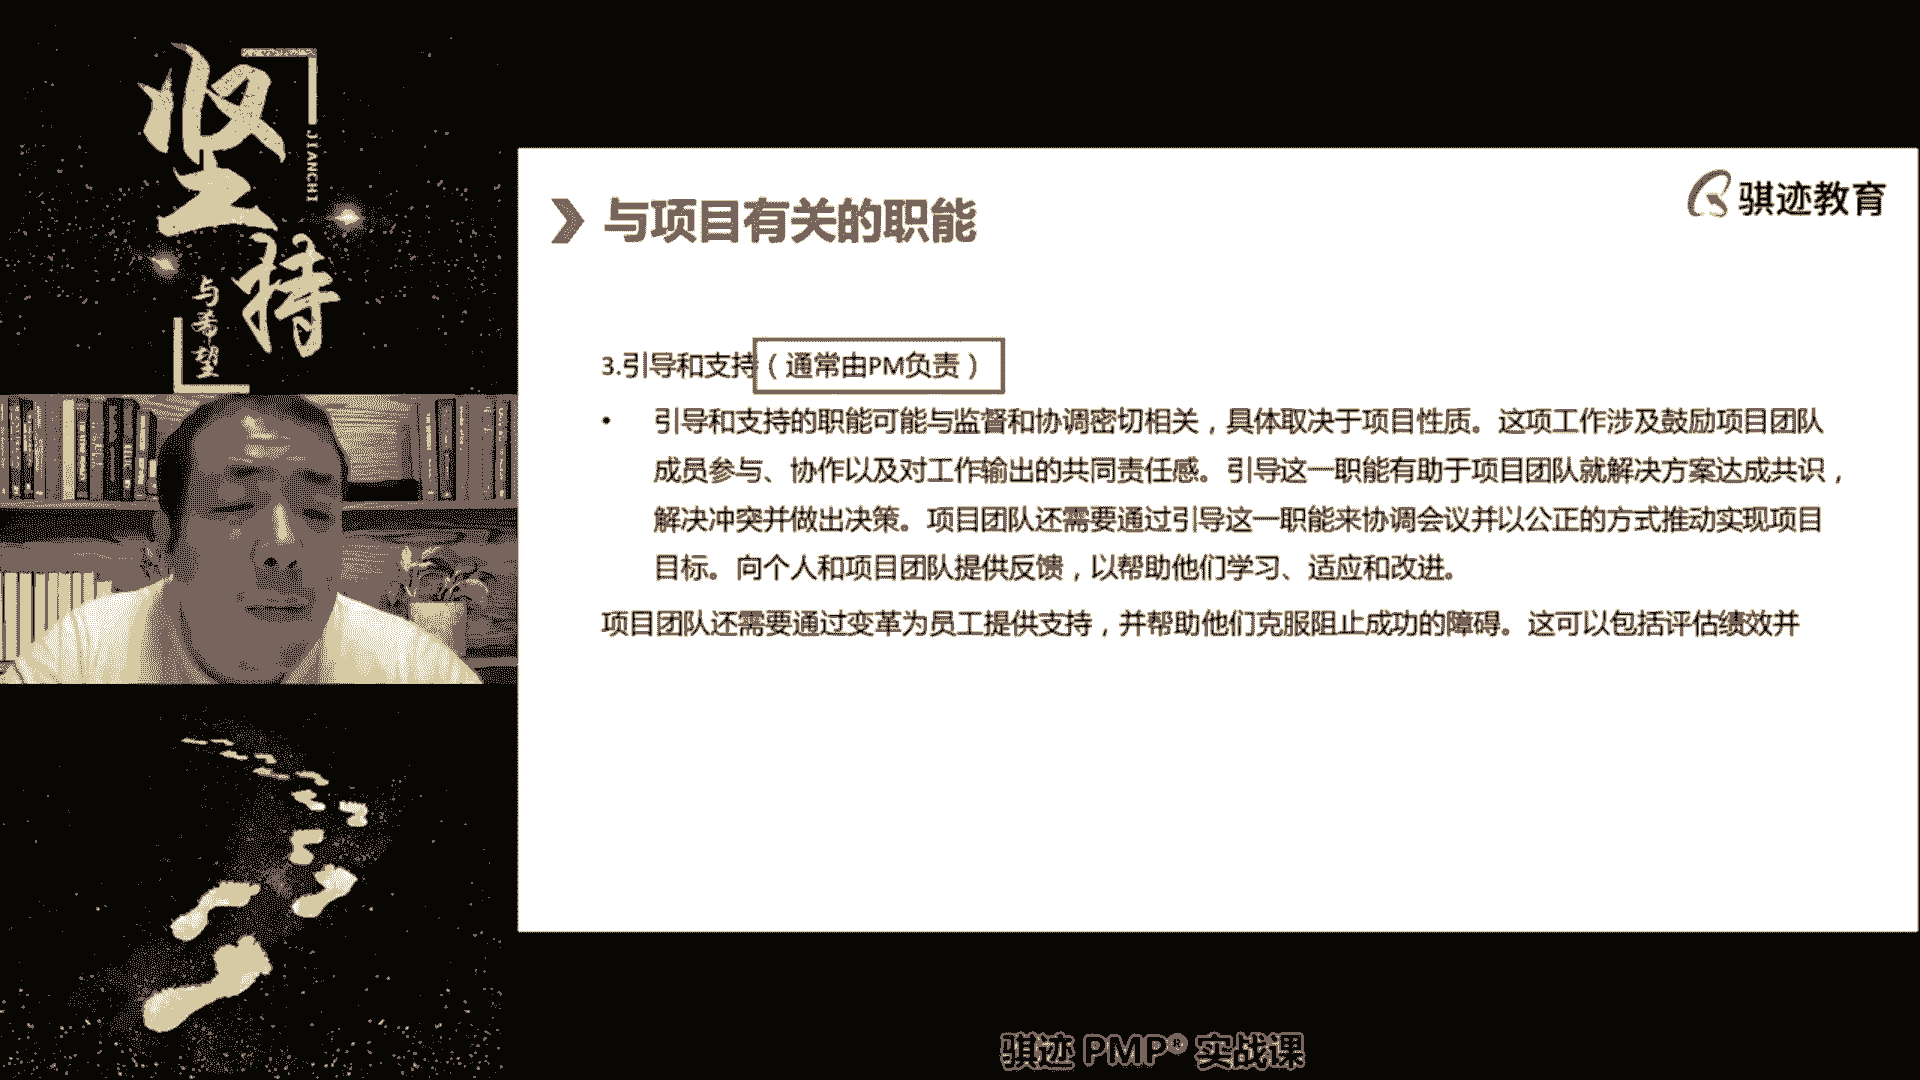 坚持
JIANCHI
与希望
骐迹教育
与项目有关的职能
3.引导和支持（通常由PM负责）
• 引导和支持的职能可能与监督和协调密切相关，具体取决于项目性质。这项工作涉及鼓励项目团队
成员参与、协作以及对工作输出的共同责任感。引导这一职能有助于项目团队就解决方案达成共识，
解决冲突并做出决策。项目团队还需要通过引导这一职能来协调会议并以公正的方式推动实现项目
目标。向个人和项目团队提供反馈，以帮助他们学习、适应和改进。
项目团队还需要通过变革为员工提供支持，并帮助他们克服阻止成功的障碍。这可以包括评估绩效并
骐迹 PMP® 实战课